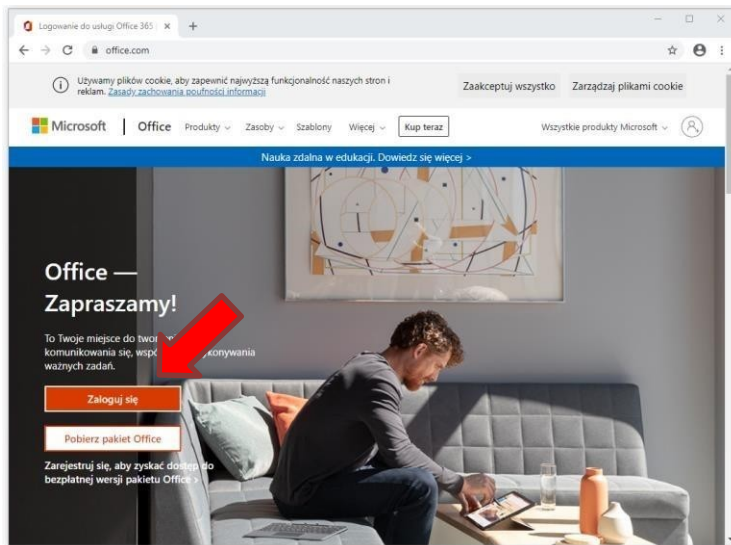 Logowanie do usługi Office 365
office.com
Używamy plików cookie, aby zapewnić najwyższą funkcjonalność naszych stron i
reklam. Zasady zachowania poufności informacji
Zaakceptuj wszystko Zarządzaj plikami cookie
Microsoft Office Produkty Zasoby Szablony Więcej Kup teraz Wszystkie produkty Microsoft
Nauka zdalna w edukacji. Dowiedz się więcej >
Office —
Zapraszamy!
To Twoje miejsce do
komunikowania się,
ważnych zadań.
Zaloguj się
Pobierz pakiet Office
Zarejestruj się, aby zyskać dostęp do
bezpłatnej wersji pakietu Office >